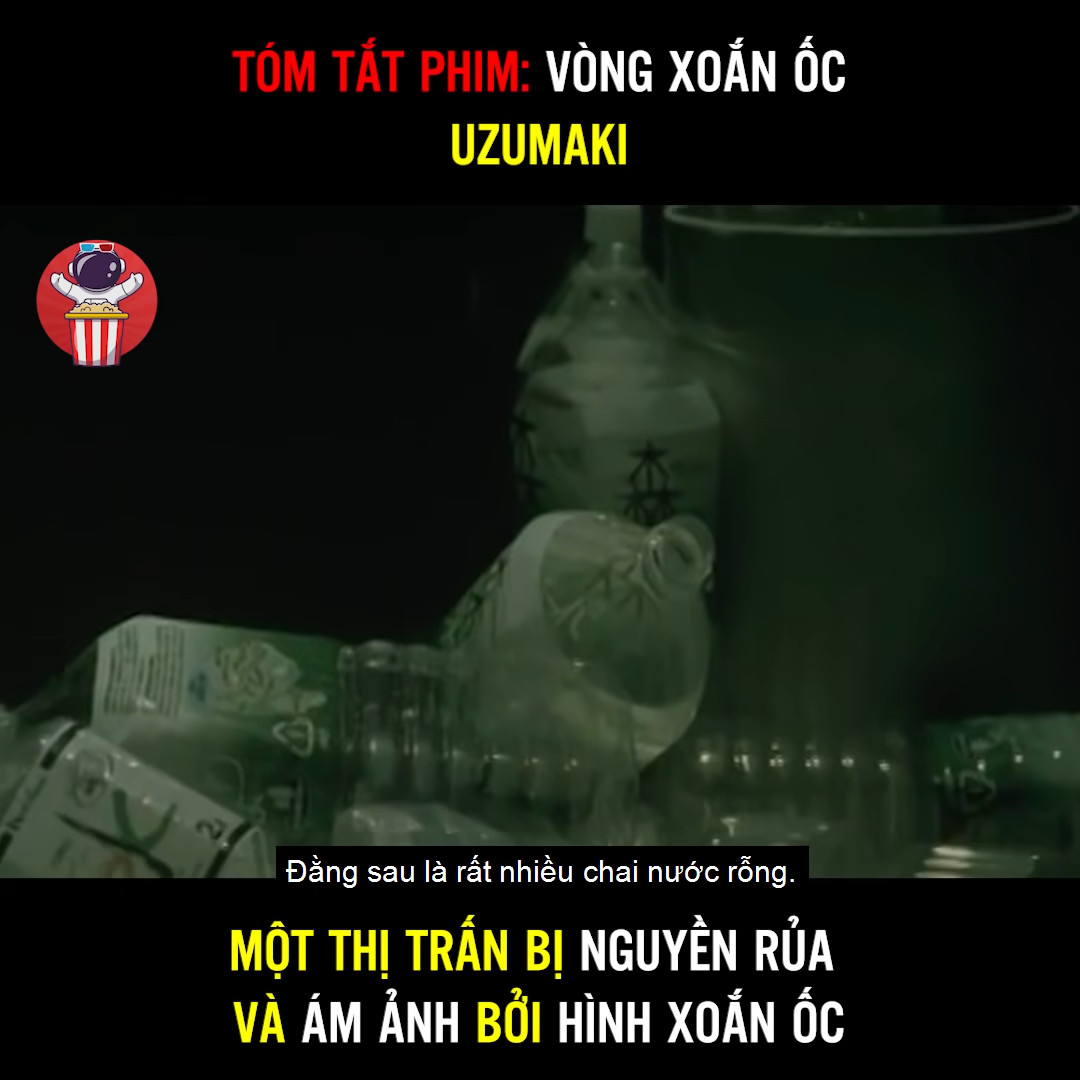 TÓM TẮT PHIM: VÒNG XOẮN ỐC
UZUMAKI
Đằng sau là rất nhiều chai nước rỗng.
MỘT THỊ TRẤN BỊ NGUYỀN RỦA
VÀ ÁM ẢNH BỞI HÌNH XOẮN ỐC